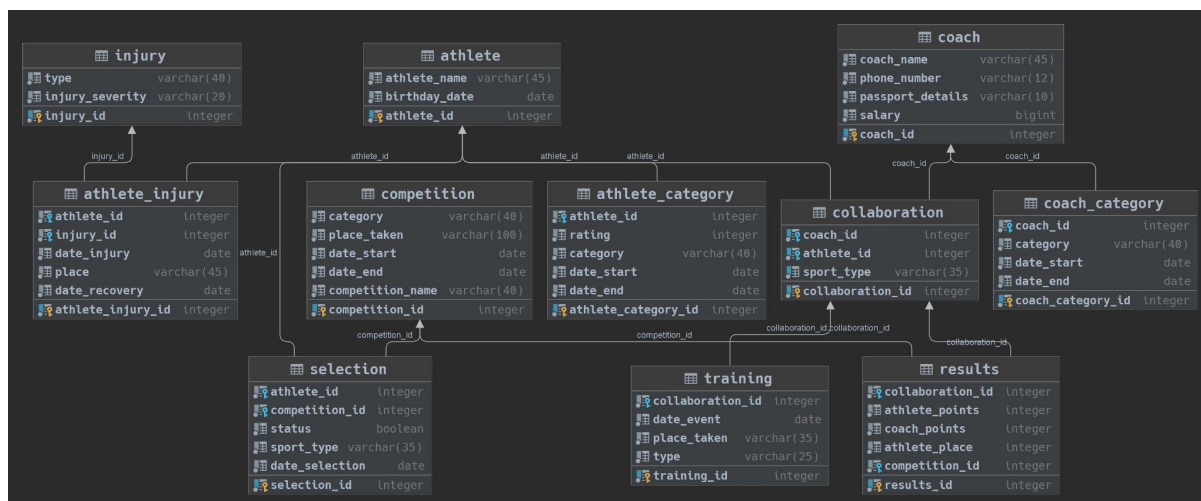 injury
type varchar(40)
injury_severity varchar(20)
injury_id integer
athlete
athlete_name varchar(45)
birthday_date date
athlete_id integer
coach
coach_name varchar(45)
phone_number varchar(12)
passport_details varchar(10)
salary bigint
coach_id integer
injury_id
athlete_id
athlete_id
athlete_id
coach_id
coach_id
athlete_injury
athlete_id integer
injury_id integer
date_injury date
place varchar(45)
date_recovery date
athlete_injury_id integer
athlete_id
competition
category varchar(40)
place_taken varchar(100)
date_start date
date_end date
competition_name varchar(40)
competition_id integer
athlete_category
athlete_id integer
rating integer
category varchar(40)
date_start date
date_end date
athlete_category_id integer
collaboration
coach_id integer
athlete_id integer
sport_type varchar(35)
collaboration_id integer
coach_category
coach_id integer
category varchar(40)
date_start date
date_end date
coach_category_id integer
competition_id
competition_id
collaboration_id
collaboration_id
collaboration_id
selection
athlete_id integer
competition_id integer
status boolean
sport_type varchar(35)
date_selection date
selection_id integer
training
collaboration_id integer
date_event date
place_taken varchar(35)
type varchar(25)
training_id integer
results
collaboration_id integer
athlete_points integer
coach_points integer
athlete_place integer
competition_id integer
results_id integer